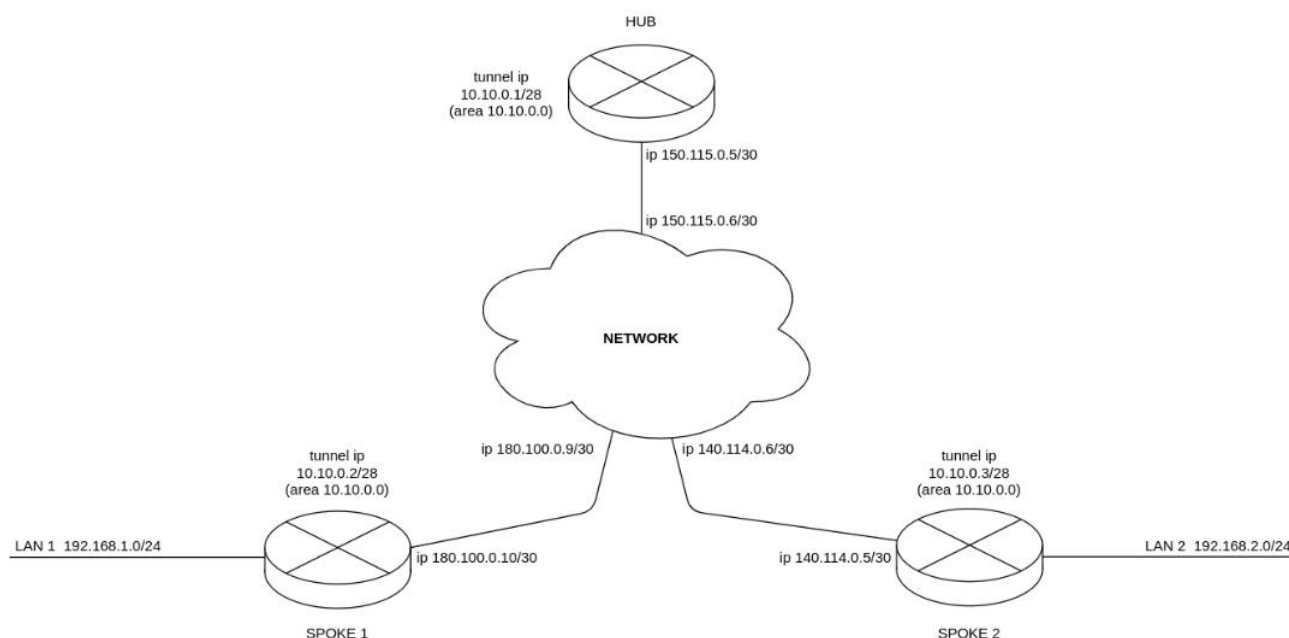 HUB
tunnel ip
10.10.0.1/28
(area 10.10.0.0)
ip 150.115.0.5/30
ip 150.115.0.6/30
NETWORK
ip 180.100.0.9/30
ip 140.114.0.6/30
tunnel ip
10.10.0.2/28
(area 10.10.0.0)
tunnel ip
10.10.0.3/28
(area 10.10.0.0)
LAN 1 192.168.1.0/24
ip 180.100.0.10/30
ip 140.114.0.5/30
LAN 2 192.168.2.0/24
SPOKE 1
SPOKE 2